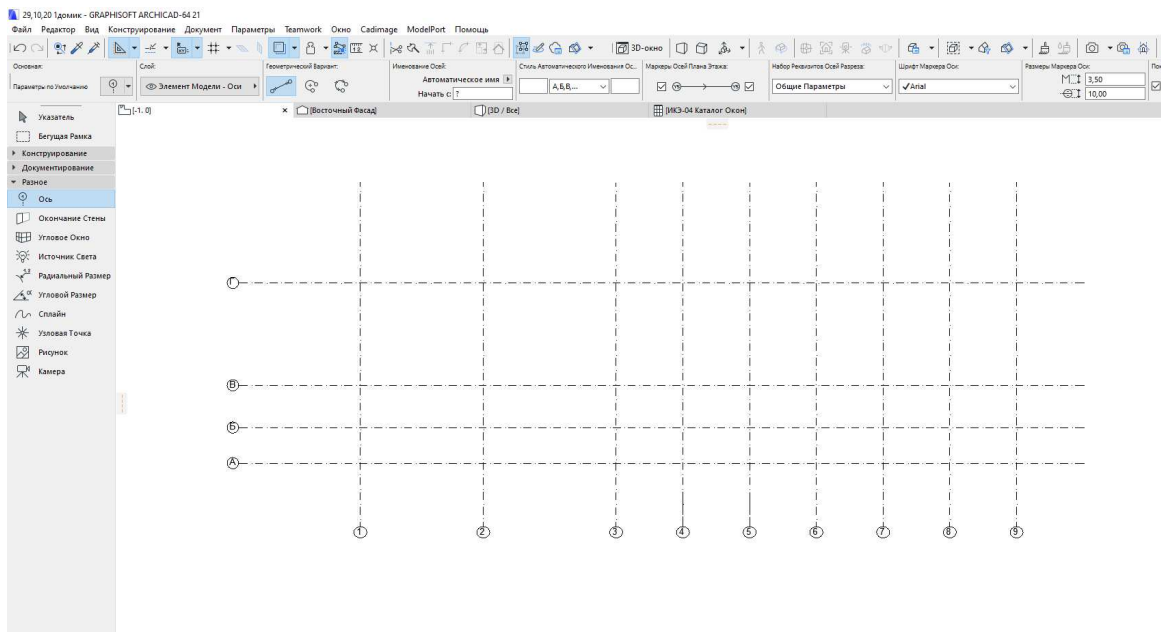 29,10,20 1домик - GRAPHISOFT ARCHICAD-64 21
Файл Редактор Вид Конструирование Документ Параметры Teamwork Окно Cadimage ModelPort Помощь
3D-окно
Основная: Слой: Геометрический Вариант: Именование Осей: Стиль Автоматического Именования Ос... Маркеры Осей Плана Этажа: Набор Реквизитов Осей Разреза: Шрифт Маркера Оси: Размеры Маркера Оси:
Параметры по Умолчанию Элемент Модели - Оси Автоматическое имя А,Б,В,... Общие Параметры Arial 3,50
Начать с: ? 10,00
[-1. 0] [Восточный Фасад] [3D / Все] [ИКЭ-04 Каталог Окон]
Указатель
Бегущая Рамка
Конструирование
Документирование
Разное
Ось
Окончание Стены
Угловое Окно
Источник Света
Радиальный Размер
Угловой Размер
Сплайн
Узловая Точка
Рисунок
Камера
Г
В
Б
А
1 2 3 4 5 6 7 8 9